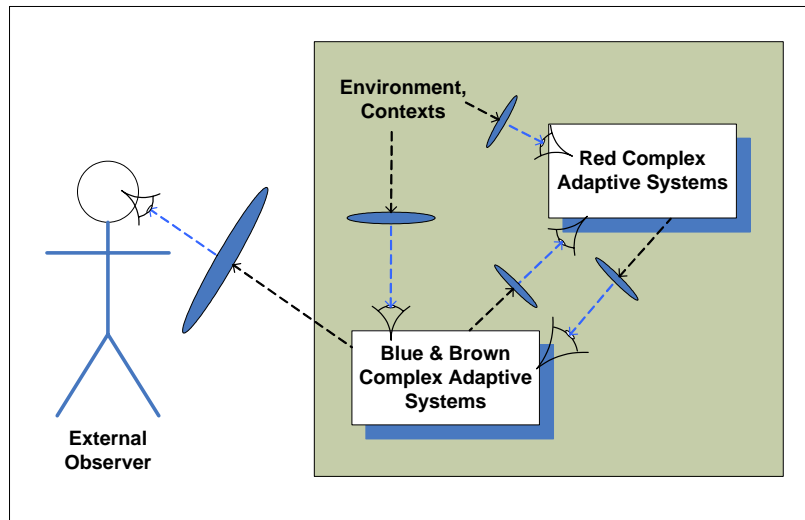 Environment,
Contexts
Red Complex
Adaptive Systems
Blue & Brown
Complex Adaptive
Systems
External
Observer